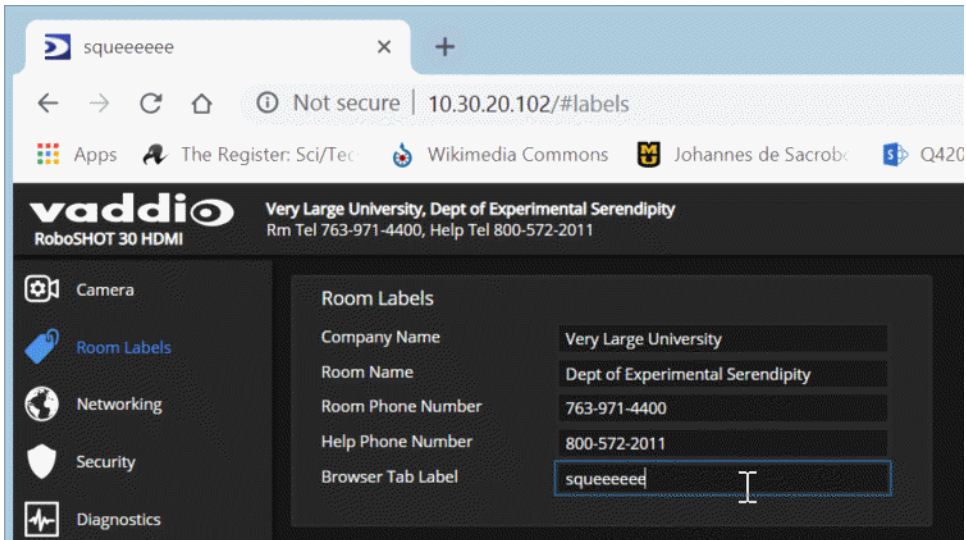 squeeeeee
Not secure 10.30.20.102/#labels
Apps The Register: Sci/Tec Wikimedia Commons Johannes de Sacrob Q420
vaddio
RoboSHOT 30 HDMI
Very Large University, Dept of Experimental Serendipity
Rm Tel 763-971-4400, Help Tel 800-572-2011
Camera
Room Labels
Networking
Security
Diagnostics
Room Labels
Company Name Very Large University
Room Name Dept of Experimental Serendipity
Room Phone Number 763-971-4400
Help Phone Number 800-572-2011
Browser Tab Label squeeeeee